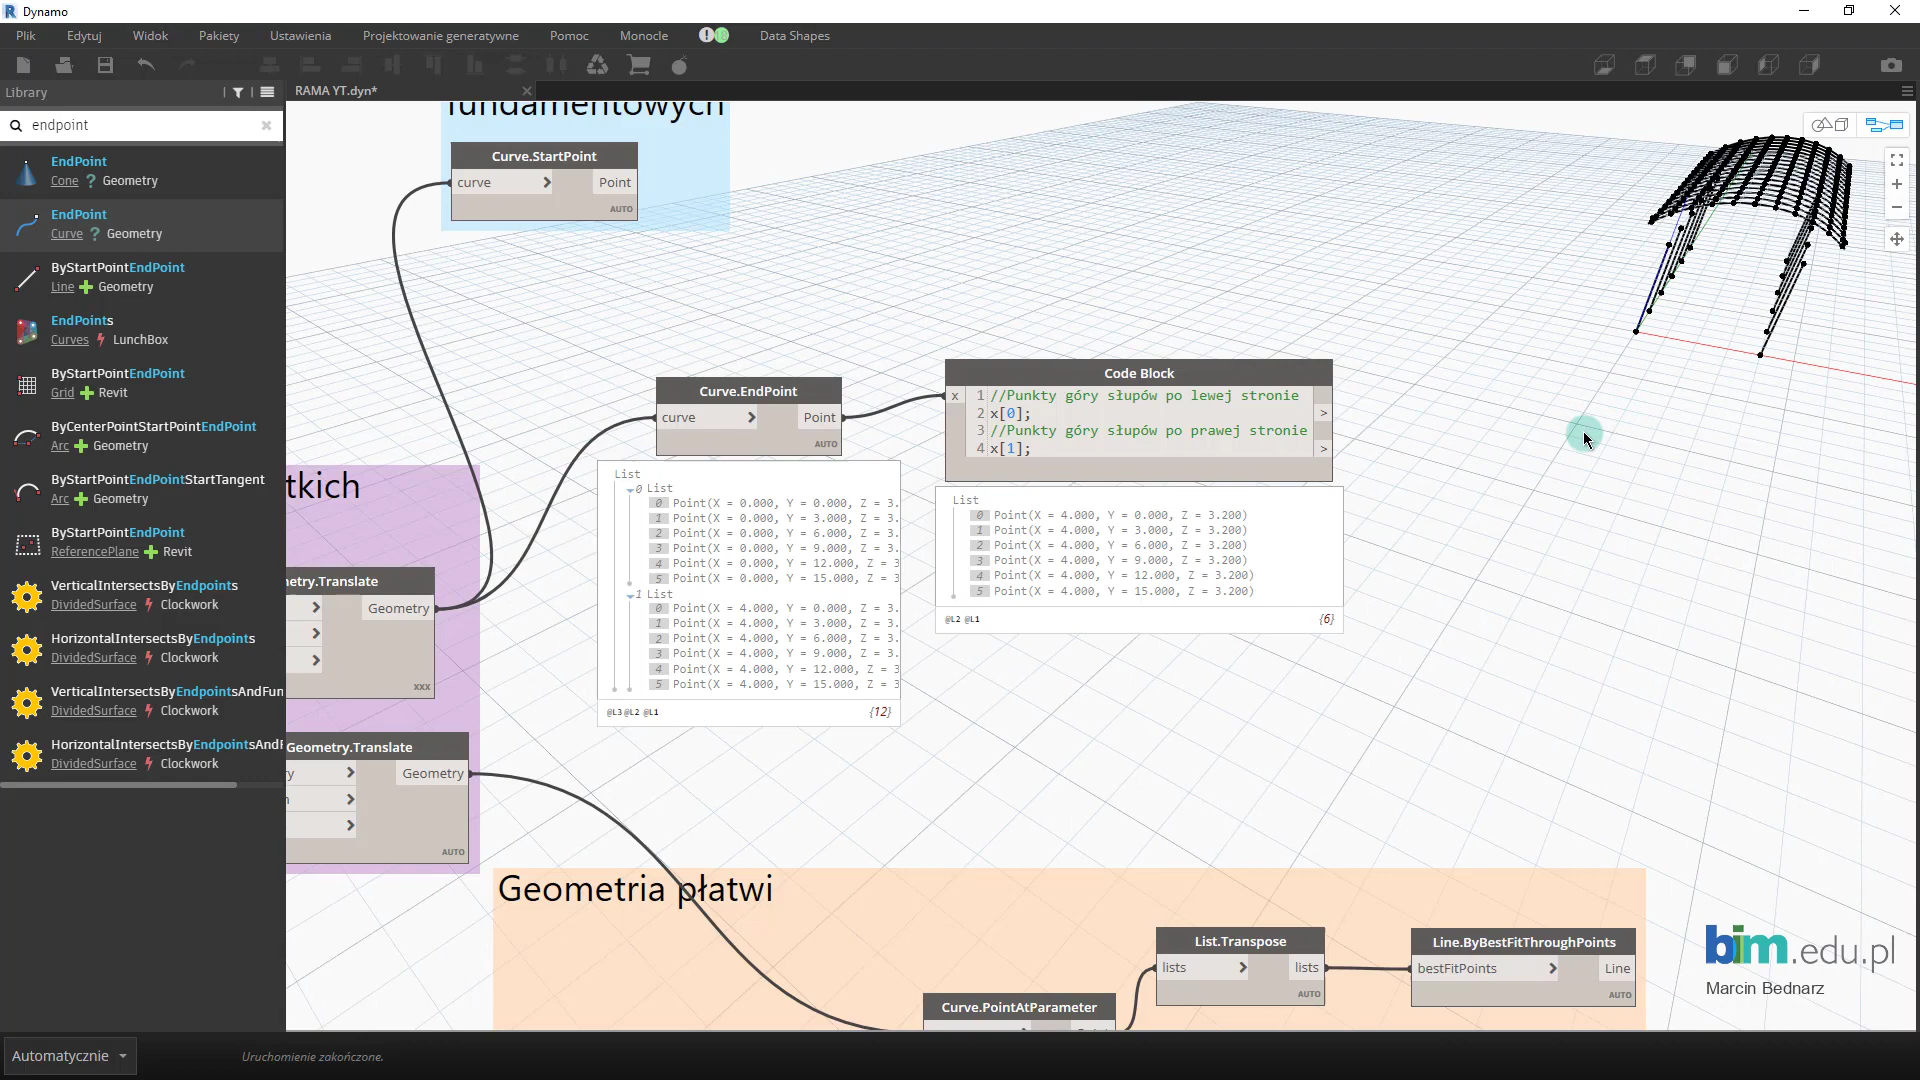 Dynamo
Plik Edytuj Widok Pakiety Ustawienia Projektowanie generatywne Pomoc Monocle Data Shapes
Library
RAMA YT.dyn*
endpoint
EndPoint
Cone ? Geometry
EndPoint
Curve ? Geometry
ByStartPointEndPoint
Line Geometry
EndPoints
Curves LunchBox
ByStartPointEndPoint
Grid Revit
ByCenterPointStartPointEndPoint
Arc Geometry
ByStartPointEndPointStartTangent
Arc Geometry
ByStartPointEndPoint
ReferencePlane Revit
VerticalIntersectsByEndpoints
DividedSurface Clockwork
HorizontalIntersectsByEndpoints
DividedSurface Clockwork
VerticalIntersectsByEndpointsAndFun
DividedSurface Clockwork
HorizontalIntersectsByEndpointsAndF
DividedSurface Clockwork
fundamentowych
Curve.StartPoint
curve > Point
AUTO
Curve.EndPoint
curve > Point
AUTO
List
0 List
0 Point(X = 0.000, Y = 0.000, Z = 3.
1 Point(X = 0.000, Y = 3.000, Z = 3.
2 Point(X = 0.000, Y = 6.000, Z = 3.
3 Point(X = 0.000, Y = 9.000, Z = 3.
4 Point(X = 0.000, Y = 12.000, Z = 3
5 Point(X = 0.000, Y = 15.000, Z = 3
1 List
0 Point(X = 4.000, Y = 0.000, Z = 3.
1 Point(X = 4.000, Y = 3.000, Z = 3.
2 Point(X = 4.000, Y = 6.000, Z = 3.
3 Point(X = 4.000, Y = 9.000, Z = 3.
4 Point(X = 4.000, Y = 12.000, Z = 3
5 Point(X = 4.000, Y = 15.000, Z = 3
@L3 @L2 @L1 {12}
Code Block
x 1 //Punkty góry słupów po lewej stronie
2 x[0]; >
3 //Punkty góry słupów po prawej stronie
4 x[1]; >
List
0 Point(X = 4.000, Y = 0.000, Z = 3.200)
1 Point(X = 4.000, Y = 3.000, Z = 3.200)
2 Point(X = 4.000, Y = 6.000, Z = 3.200)
3 Point(X = 4.000, Y = 9.000, Z = 3.200)
4 Point(X = 4.000, Y = 12.000, Z = 3.200)
5 Point(X = 4.000, Y = 15.000, Z = 3.200)
@L2 @L1 {6}
tkich
netry.Translate
> Geometry
>
>
xxx
Geometry.Translate
ry > Geometry
>
>
AUTO
Geometria płatwi
List.Transpose
lists > lists
AUTO
Line.ByBestFitThroughPoints
bestFitPoints > Line
AUTO
Curve.PointAtParameter
bim.edu.pl
Marcin Bednarz
Automatycznie
Uruchomienie zakończone.